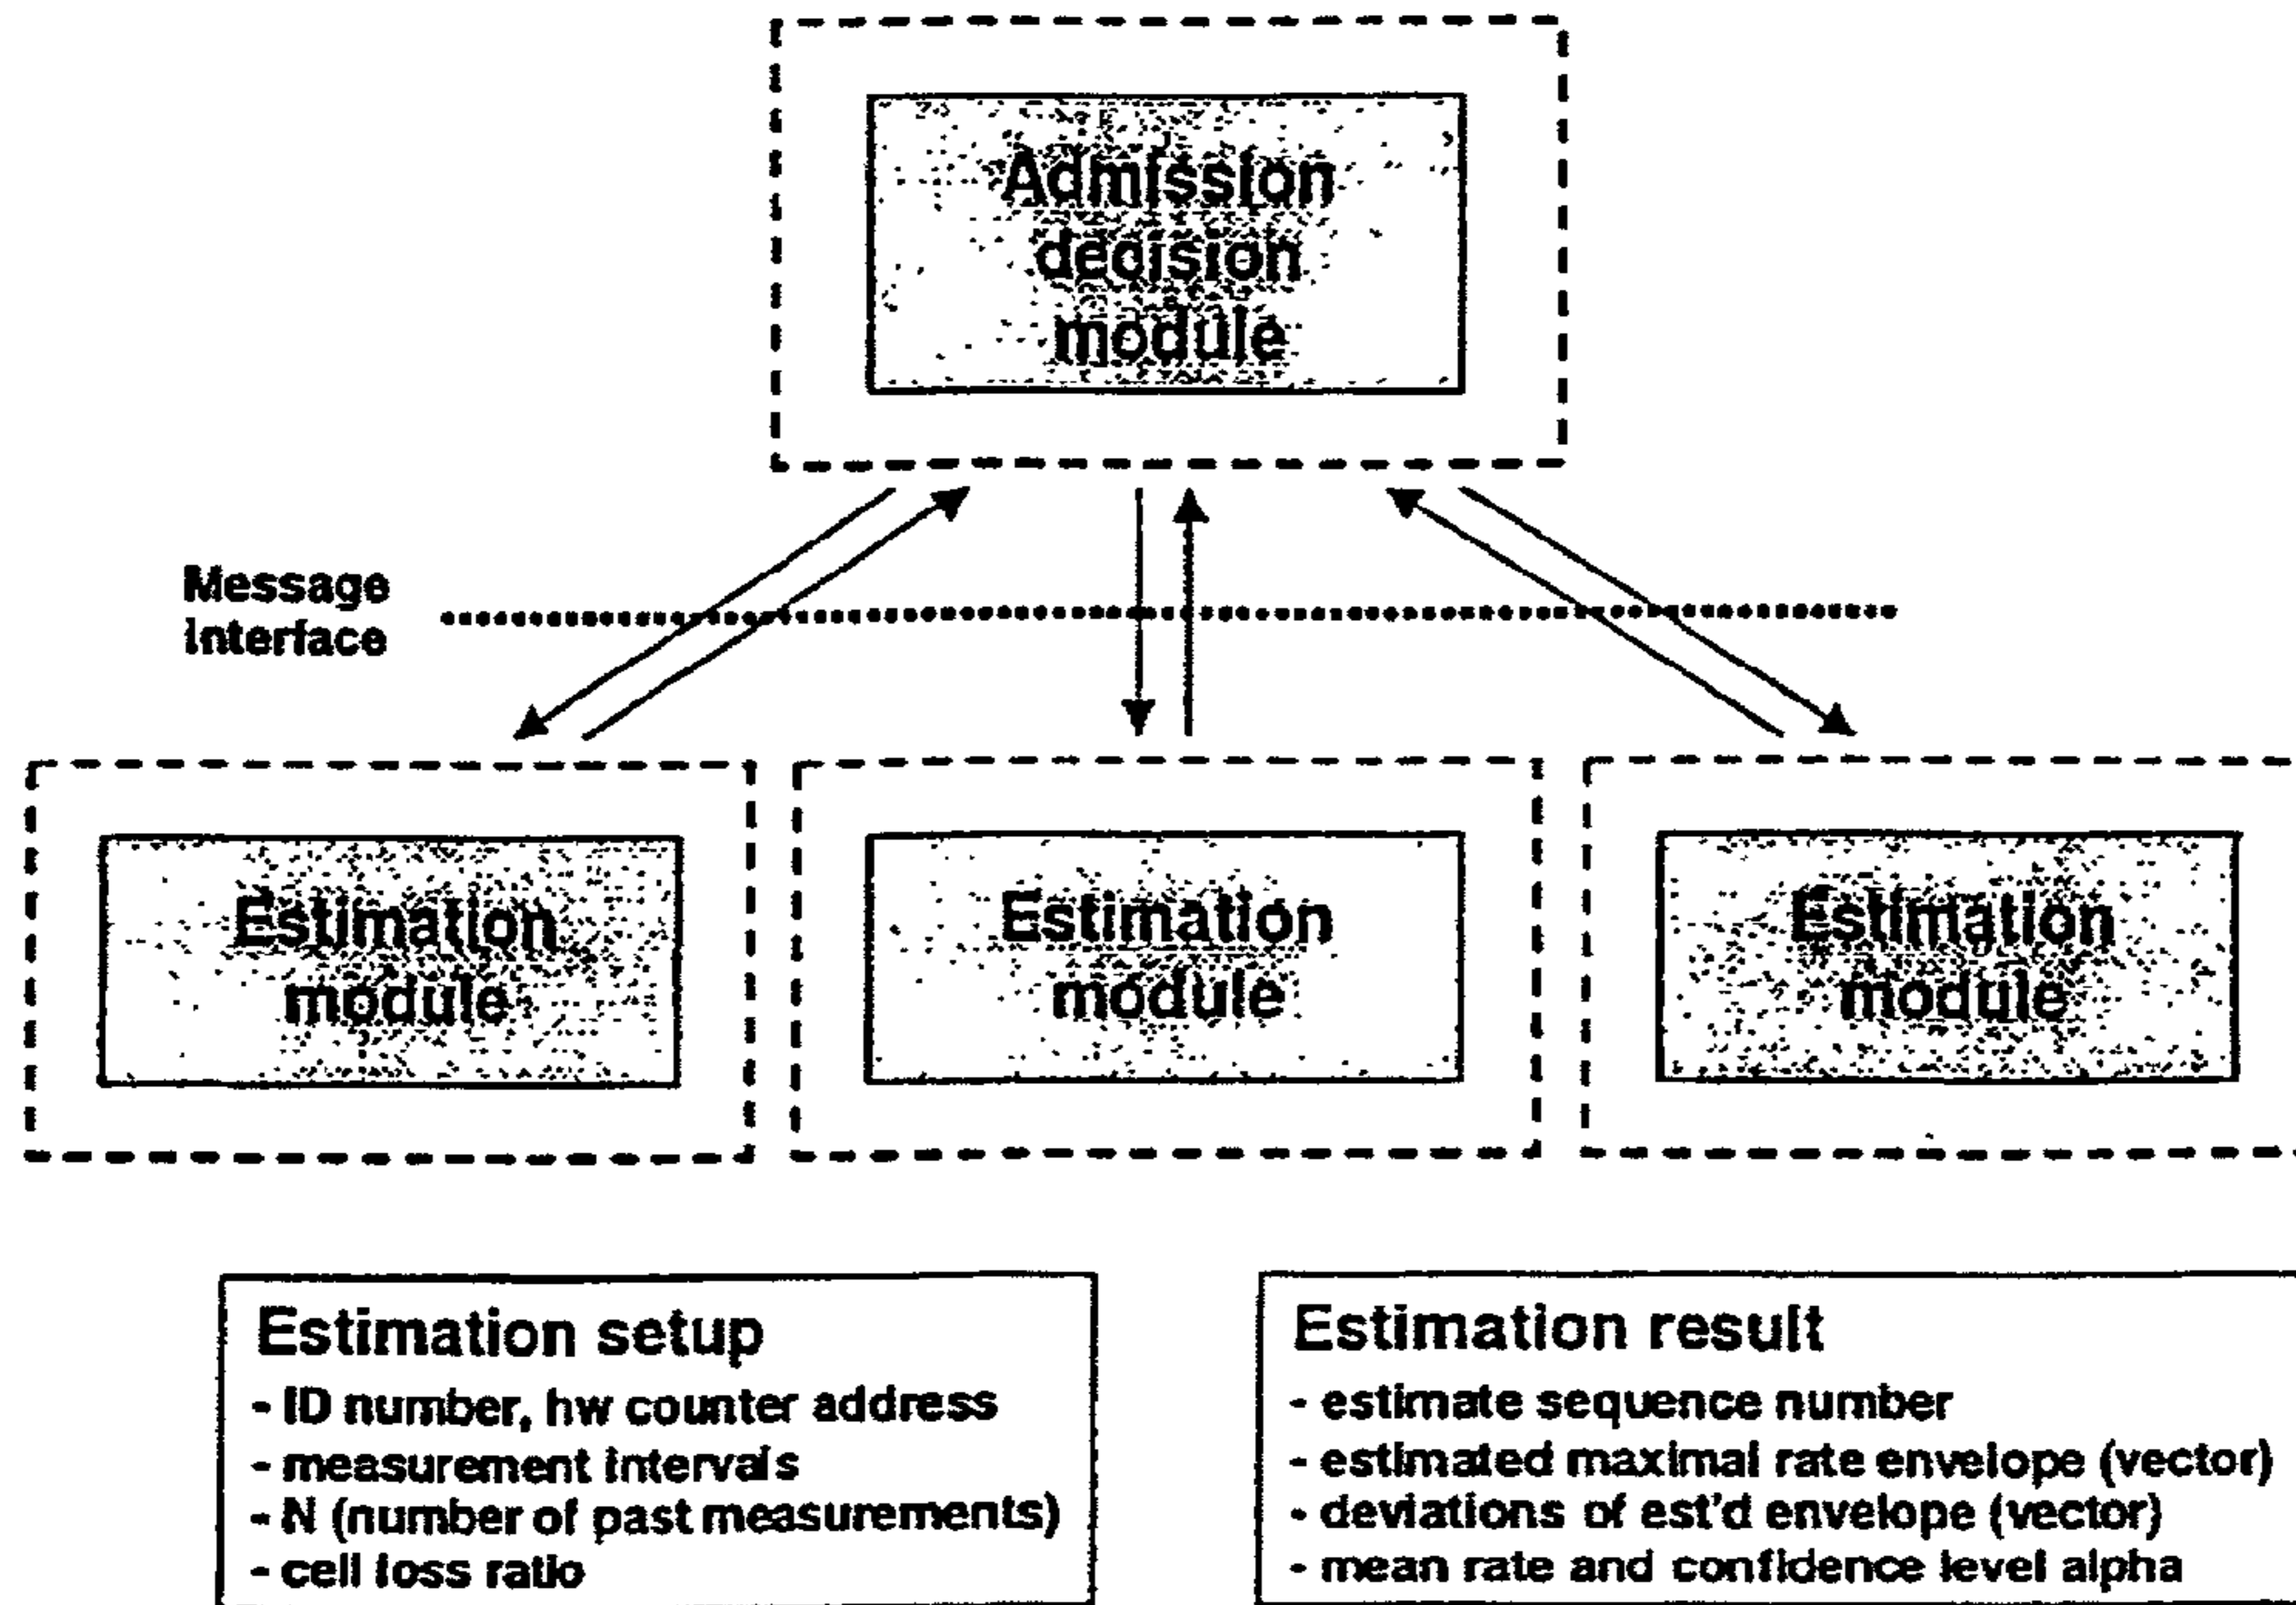 Admission
decision
module
Message
interface
Estimation
module
Estimation
module
Estimation
module
Estimation setup
- ID number, hw counter address
- measurement intervals
- N (number of past measurements)
- cell loss ratio
Estimation result
- estimate sequence number
- estimated maximal rate envelope (vector)
- deviations of est'd envelope (vector)
- mean rate and confidence level alpha